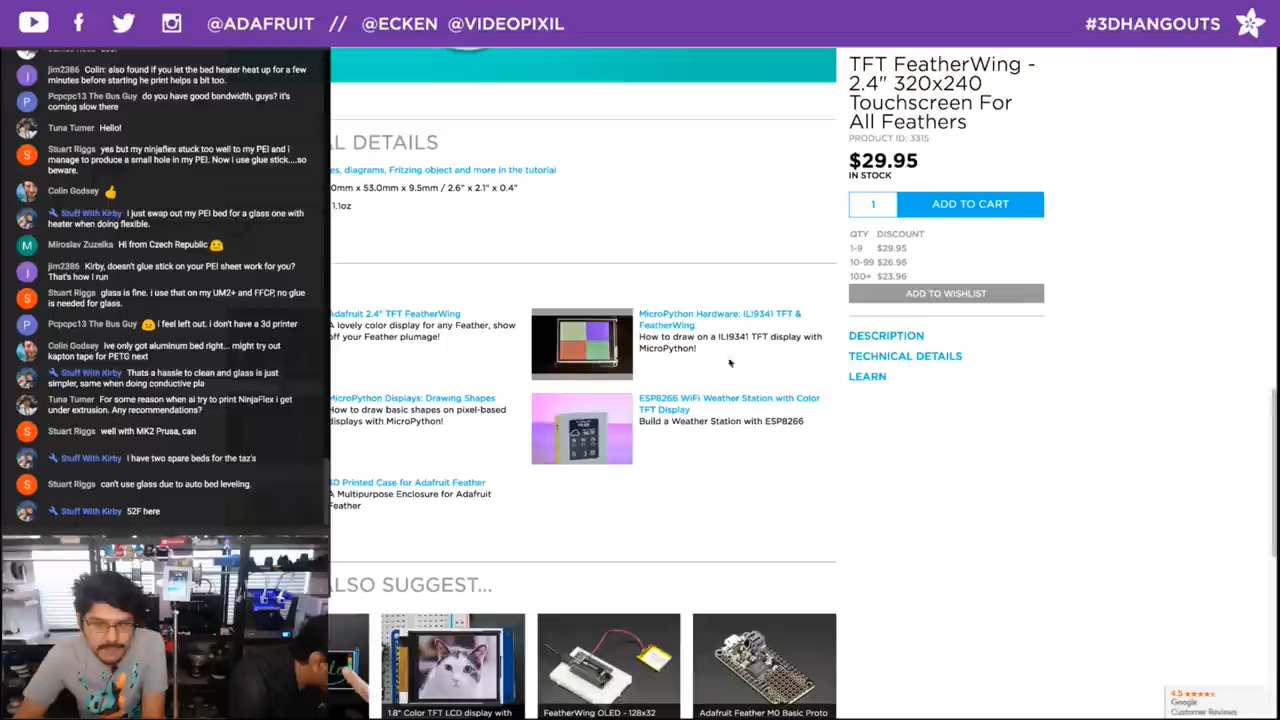 @ADAFRUIT // @ECKEN @VIDEOPIXIL
#3DHANGOUTS
jim2386 Colin: also found if you let the bed heater heat up for a few
minutes before starting the print helps a bit too.
Pcpcpc13 The Bus Guy do you have good bandwidth, guys? it's
coming slow there
Tuna Turner Hello!
Stuart Riggs yes but my ninjaflex stuck too well to my PEI and i
manage to produce a small hole in my PEI. Now i use glue stick.....so
beware.
Colin Godsey
Stuff With Kirby I just swap out my PEI bed for a glass one with
heater when doing flexible.
Miroslav Zuzelka Hi from Czech Republic
jim2386 Kirby, doesn't glue stick on your PEI sheet work for you?
That's how I run
Stuart Riggs glass is fine. i use that on my UM2+ and FFCP, no glue
is needed for glass.
Pcpcpc13 The Bus Guy i feel left out. i don't have a 3d printer
Colin Godsey ive only got aluminum bed right... might try out
kapton tape for PETG next
Stuff With Kirby Thats a hassle to clean and glass is just
simpler, same when doing conductive pla
Tuna Turner For some reason when ai try to print NinjaFlex i get
under extrusion. Any recommendations?
Stuart Riggs well with MK2 Prusa, can
Stuff With Kirby I have two spare beds for the taz's
Stuart Riggs can't use glass due to auto bed leveling.
Stuff With Kirby 52F here
L DETAILS
es, diagrams, Fritzing object and more in the tutorial
0mm x 53.0mm x 9.5mm / 2.6" x 2.1" x 0.4"
1.1oz
Adafruit 2.4" TFT FeatherWing
A lovely color display for any Feather, show
off your Feather plumage!
MicroPython Hardware: ILI9341 TFT &
FeatherWing
How to draw on a ILI9341 TFT display with
MicroPython!
MicroPython Displays: Drawing Shapes
How to draw basic shapes on pixel-based
displays with MicroPython!
ESP8266 WiFi Weather Station with Color
TFT Display
Build a Weather Station with ESP8266
3D Printed Case for Adafruit Feather
A Multipurpose Enclosure for Adafruit
Feather
ALSO SUGGEST...
1.8" Color TFT LCD display with
FeatherWing OLED - 128x32
Adafruit Feather M0 Basic Proto
TFT FeatherWing -
2.4" 320x240
Touchscreen For
All Feathers
PRODUCT ID: 3315
$29.95
IN STOCK
1
ADD TO CART
QTY DISCOUNT
1-9 $29.95
10-99 $26.96
100+ $23.96
ADD TO WISHLIST
DESCRIPTION
TECHNICAL DETAILS
LEARN
4.5
Google
Customer Reviews